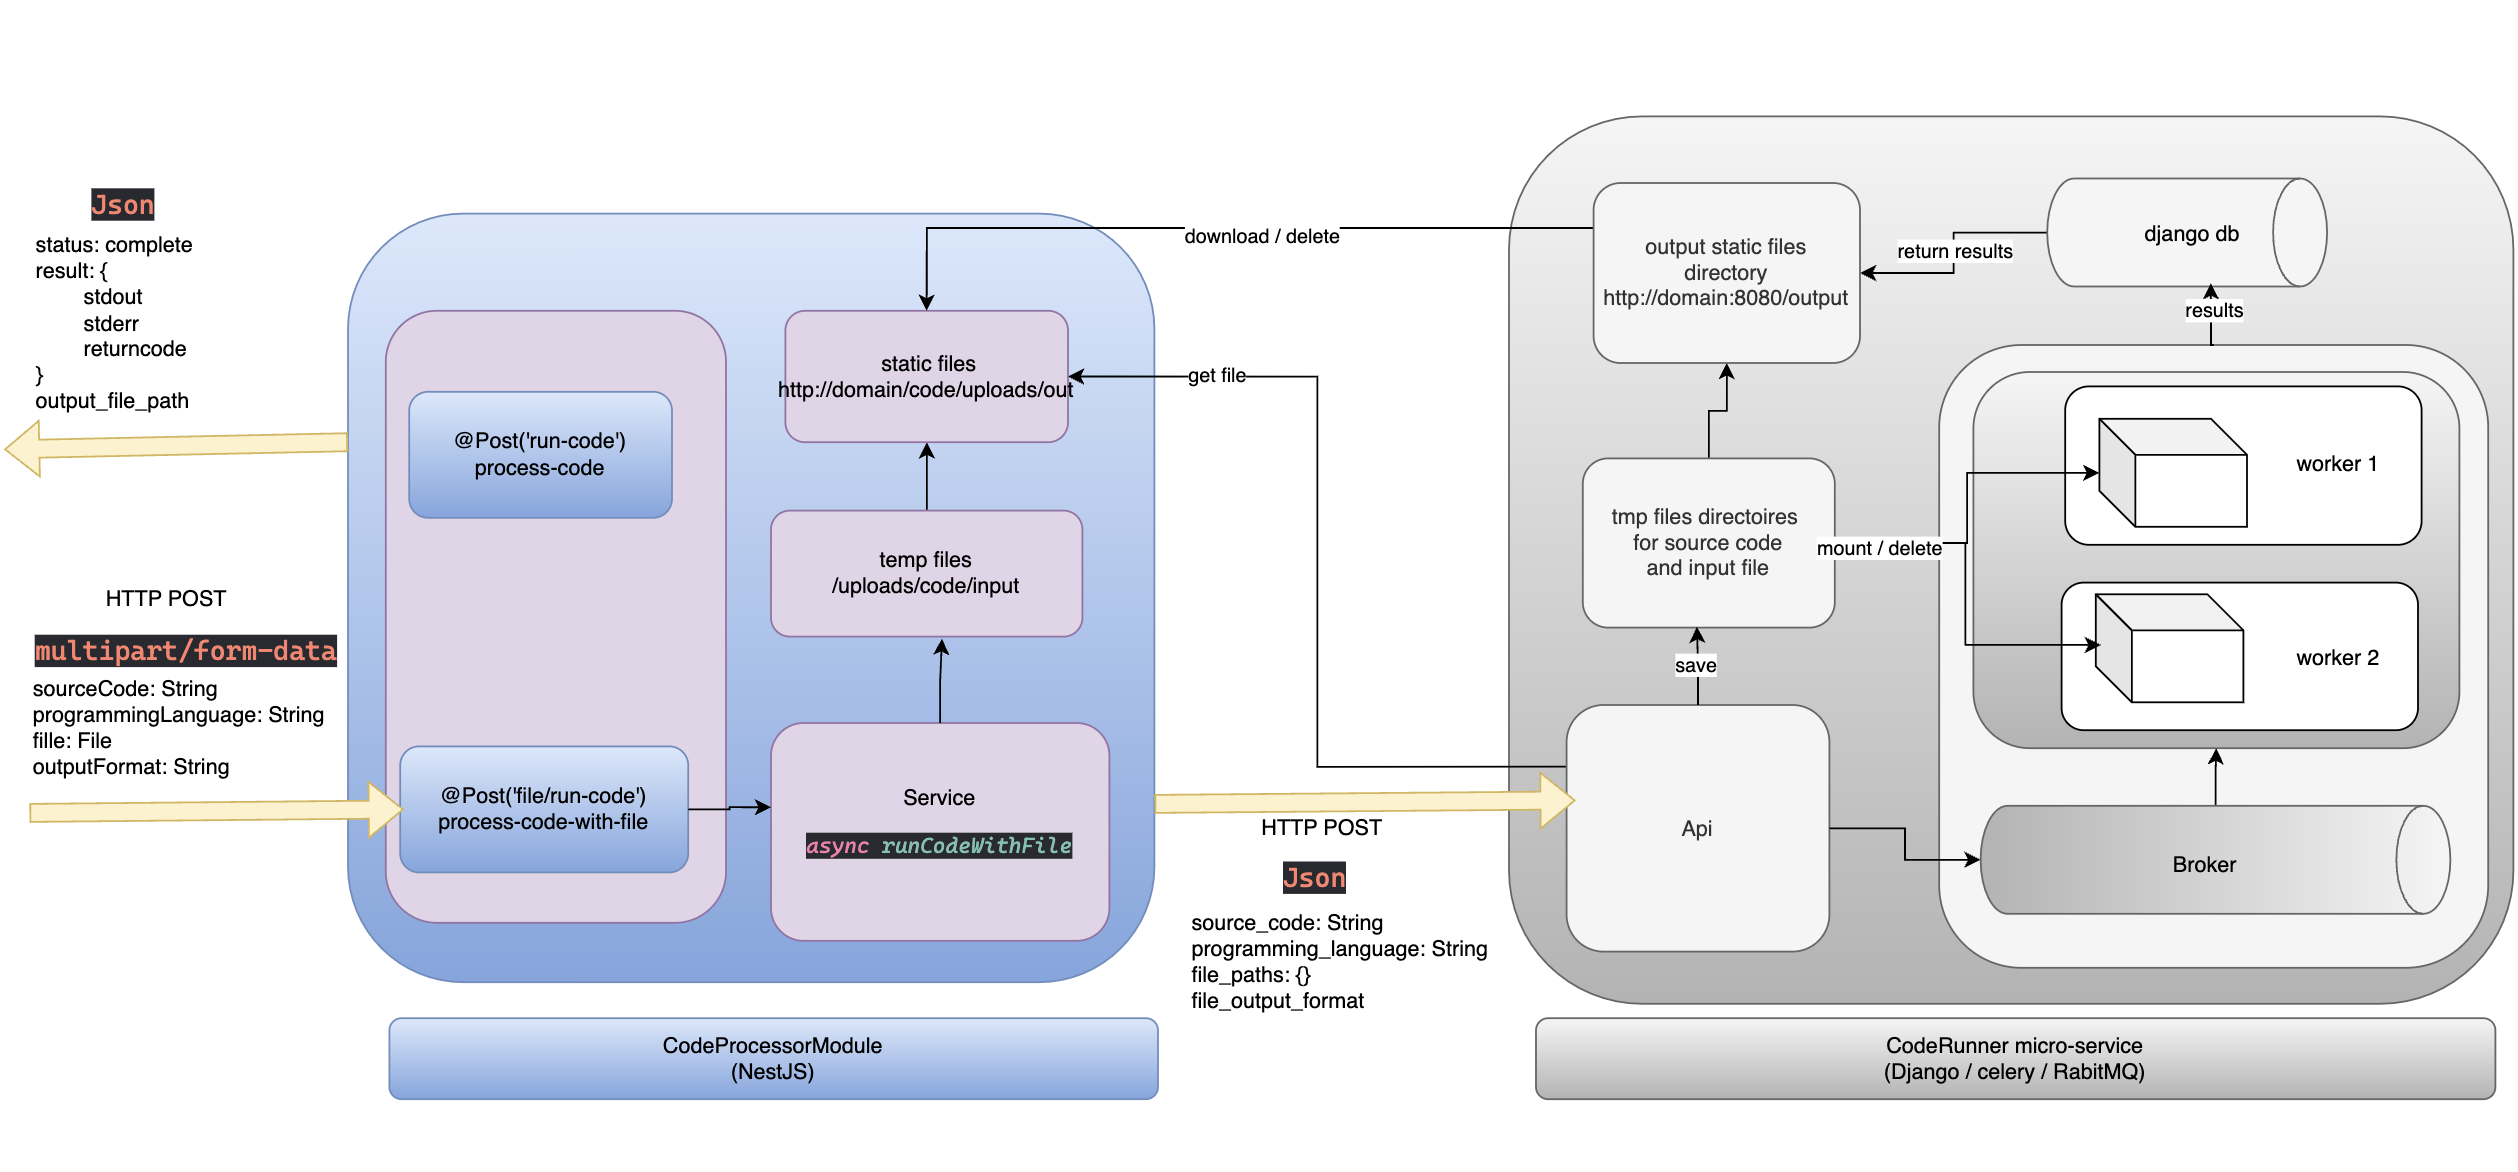 Json
status: complete
result: {
stdout
stderr
returncode
}
output_file_path
HTTP POST
multipart/form-data
sourceCode: String
programmingLanguage: String
fille: File
outputFormat: String
@Post('run-code')
process-code
@Post('file/run-code')
process-code-with-file
static files
http://domain/code/uploads/out
temp files
/uploads/code/input
Service
async runCodeWithFile
CodeProcessorModule
(NestJS)
download / delete
get file
HTTP POST
Json
source_code: String
programming_language: String
file_paths: {}
file_output_format
output static files
directory
http://domain:8080/output
return results
django db
results
tmp files directoires
for source code
and input file
mount / delete
worker 1
worker 2
save
Api
Broker
CodeRunner micro-service
(Django / celery / RabitMQ)